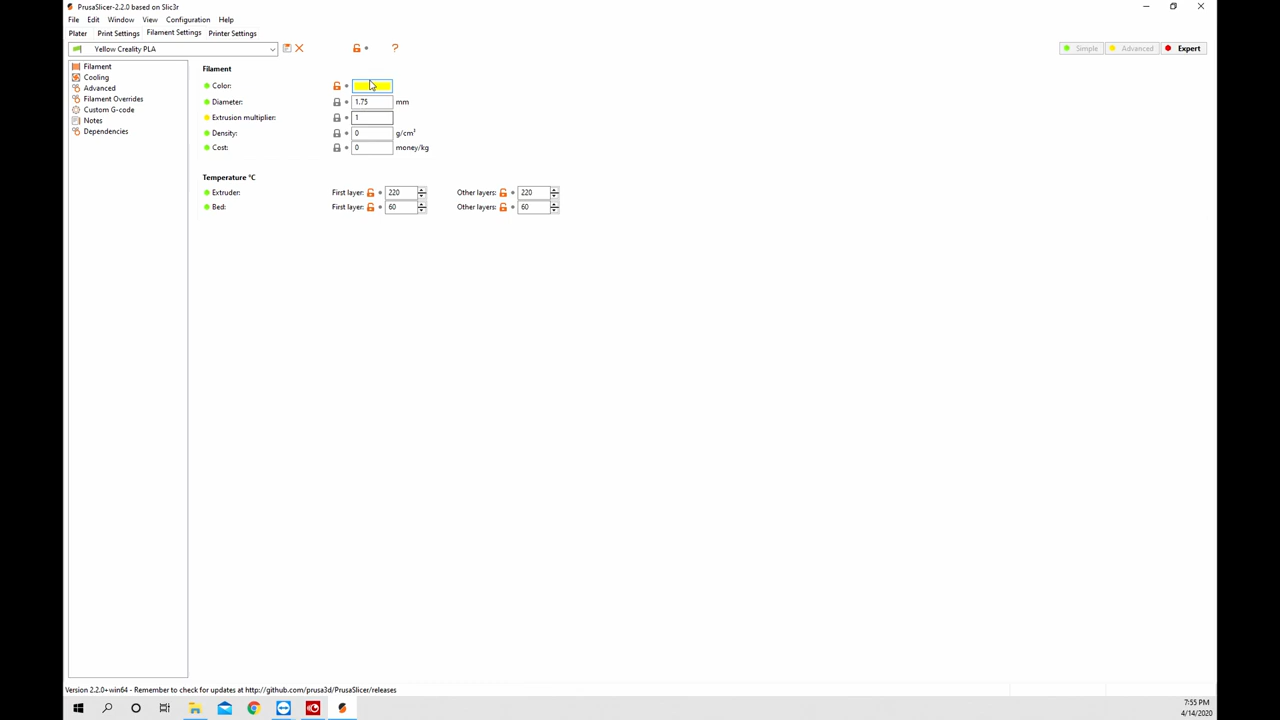 PrusaSlicer-2.2.0 based on Slic3r
File Edit Window View Configuration Help
Plater Print Settings Filament Settings Printer Settings
Yellow Creality PLA ? Simple Advanced Expert
Filament
Cooling
Advanced
Filament Overrides
Custom G-code
Notes
Dependencies
Filament
Color:
Diameter: 1.75 mm
Extrusion multiplier: 1
Density: 0 g/cm³
Cost: 0 money/kg
Temperature °C
Extruder: First layer: 220 Other layers: 220
Bed: First layer: 60 Other layers: 60
Version 2.2.0+win64 - Remember to check for updates at http://github.com/prusa3d/PrusaSlicer/releases
7:55 PM
4/14/2020